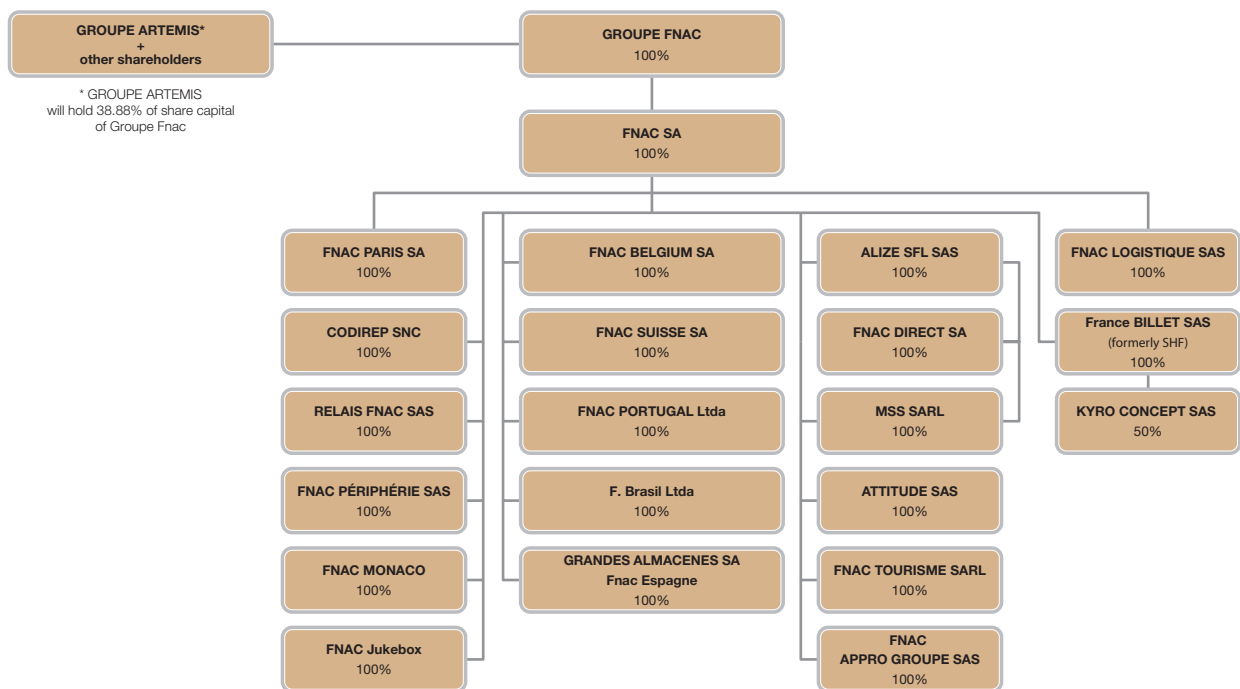 GROUPE ARTEMIS*
+
other shareholders
* GROUPE ARTEMIS
will hold 38.88% of share capital
of Groupe Fnac
GROUPE FNAC
100%
FNAC SA
100%
FNAC PARIS SA
100%
CODIREP SNC
100%
RELAIS FNAC SAS
100%
FNAC PÉRIPHÉRIE SAS
100%
FNAC MONACO
100%
FNAC Jukebox
100%
FNAC BELGIUM SA
100%
FNAC SUISSE SA
100%
FNAC PORTUGAL Ltda
100%
F. Brasil Ltda
100%
GRANDES ALMACENES SA
Fnac Espagne
100%
ALIZE SFL SAS
100%
FNAC DIRECT SA
100%
MSS SARL
100%
ATTITUDE SAS
100%
FNAC TOURISME SARL
100%
FNAC
APPRO GROUPE SAS
100%
FNAC LOGISTIQUE SAS
100%
France BILLET SAS
(formerly SHF)
100%
KYRO CONCEPT SAS
50%